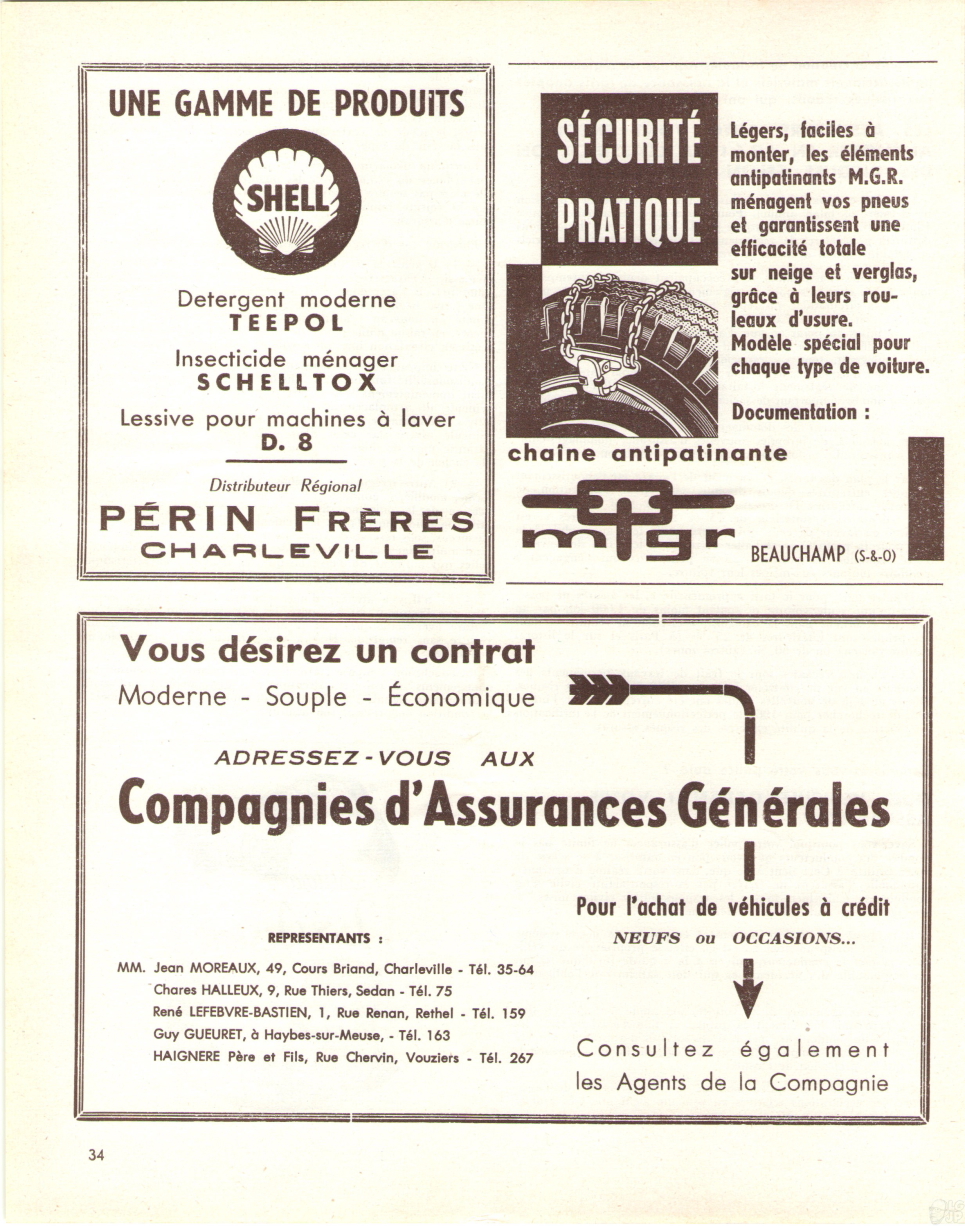 UNE GAMME DE PRODUiTS
SHELL
Detergent moderne
TEEPOL
Insecticide ménager
SCHELLTOX
Lessive pour machines à laver
D. 8
Distributeur Régional
PÉRIN FRÈRES
CHARLEVILLE
SÉCURITÉ
PRATIQUE
Légers, faciles à
monter, les éléments
antipatinants M.G.R.
ménagent vos pneus
et garantissent une
efficacité totale
sur neige et verglas,
grâce à leurs rou-
leaux d'usure.
Modèle spécial pour
chaque type de voiture.
Documentation :
chaîne antipatinante
mgr
BEAUCHAMP (S-&-O)
Vous désirez un contrat
Moderne - Souple - Économique
ADRESSEZ-VOUS AUX
Compagnies d'Assurances Générales
Pour l'achat de véhicules à crédit
NEUFS ou OCCASIONS...
REPRESENTANTS :
MM. Jean MOREAUX, 49, Cours Briand, Charleville - Tél. 35-64
Chares HALLEUX, 9, Rue Thiers, Sedan - Tél. 75
René LEFEBVRE-BASTIEN, 1, Rue Renan, Rethel - Tél. 159
Guy GUEURET, à Haybes-sur-Meuse, - Tél. 163
HAIGNERE Père et Fils, Rue Chervin, Vouziers - Tél. 267
Consultez également
les Agents de la Compagnie
34